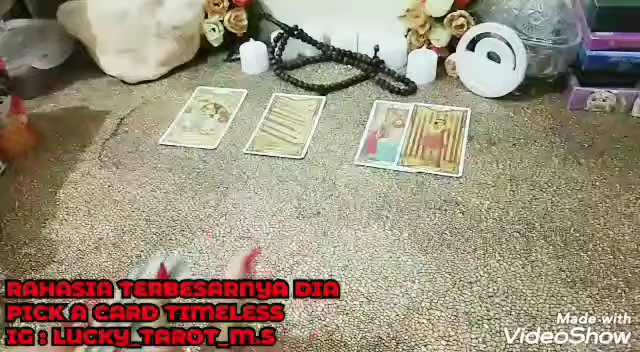 RAHASIA TERBESARNYA DIA
PICK A CARD TIMELESS
IG : LUCKY_TAROT_M.S
Made with
VideoShow